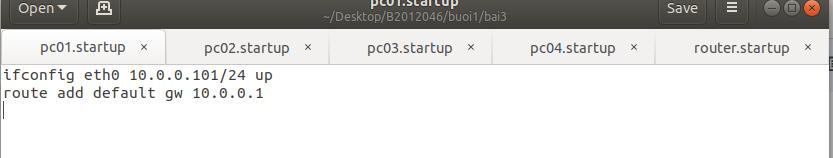 Open
pc01.startup
~/Desktop/B2012046/buoi1/bai3
Save
pc01.startup ×
pc02.startup ×
pc03.startup ×
pc04.startup ×
router.startup ×
ifconfig eth0 10.0.0.101/24 up
route add default gw 10.0.0.1